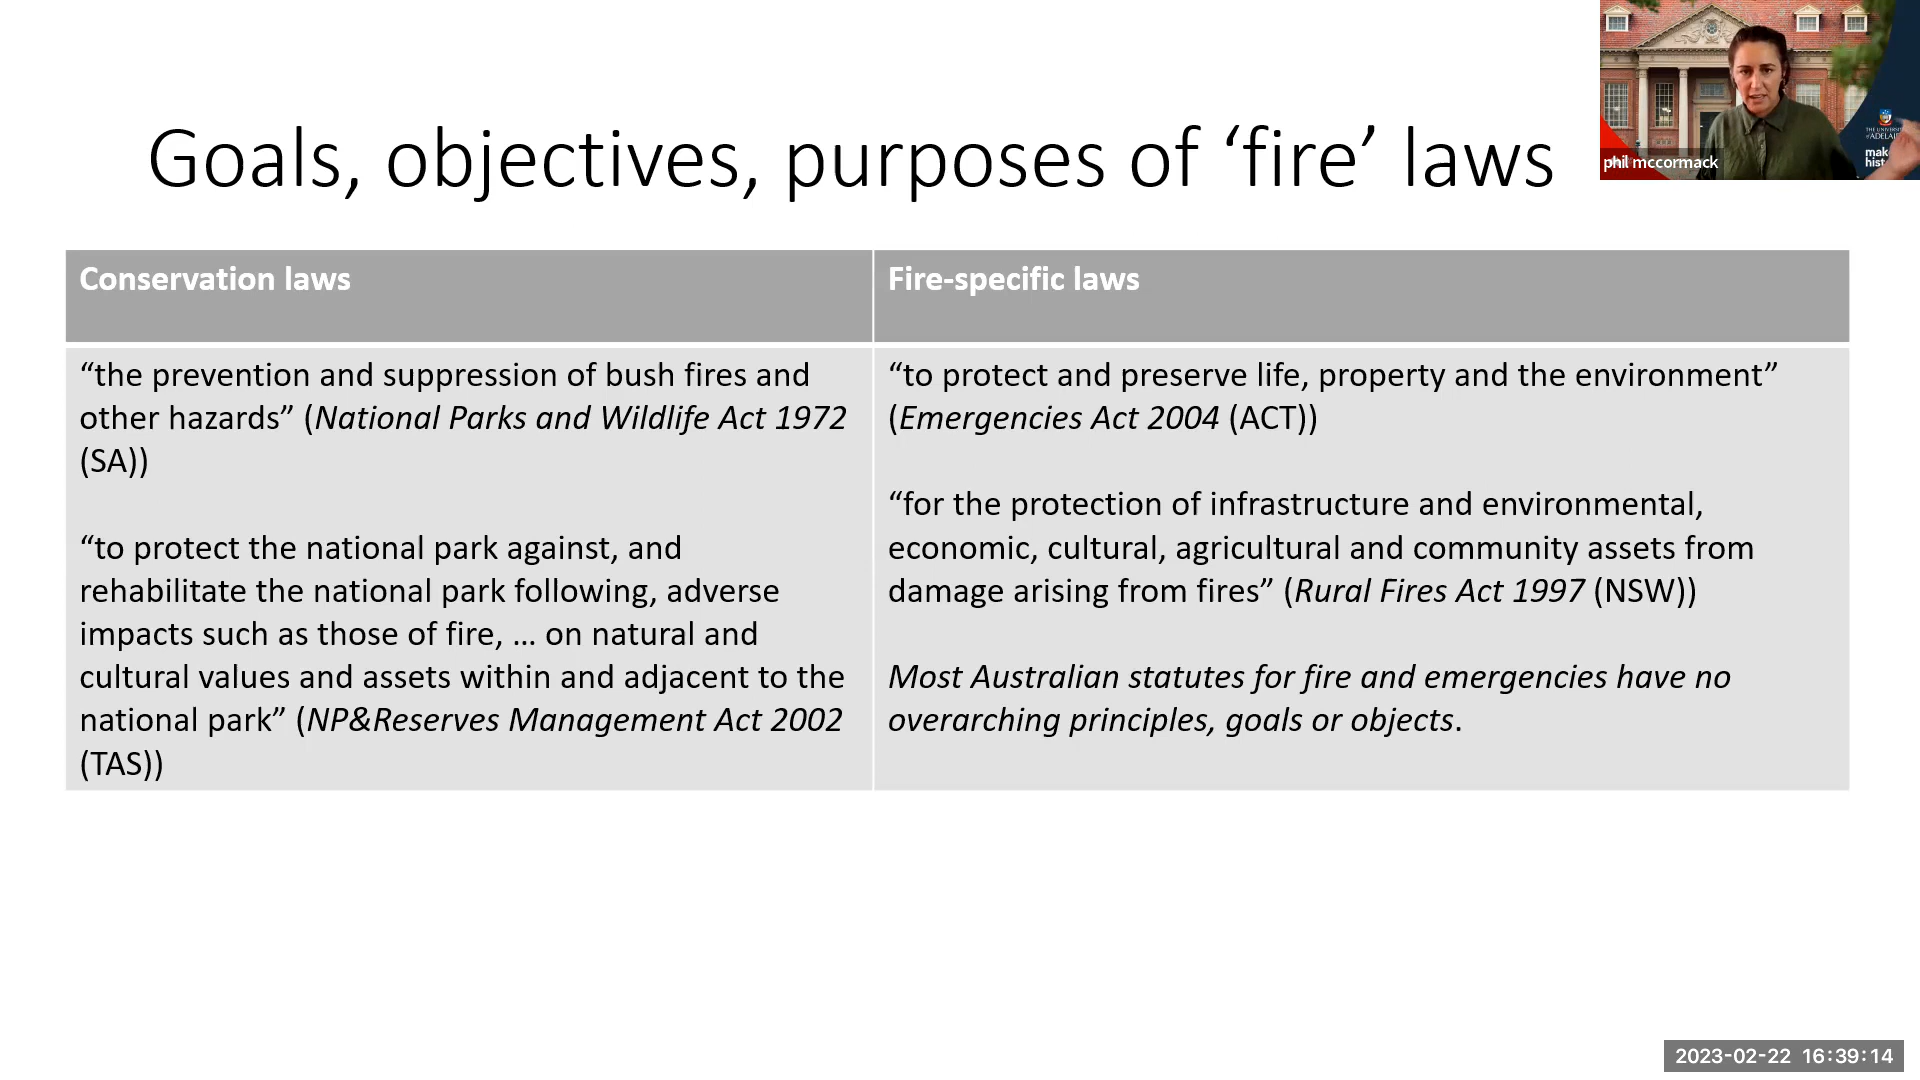 Goals, objectives, purposes of ‘fire’ laws
phil mccormack
THE UNIVERSITY
of ADELAIDE
Conservation laws
Fire-specific laws
“the prevention and suppression of bush fires and
other hazards” (National Parks and Wildlife Act 1972
(SA))
“to protect the national park against, and
rehabilitate the national park following, adverse
impacts such as those of fire, … on natural and
cultural values and assets within and adjacent to the
national park” (NP&Reserves Management Act 2002
(TAS))
“to protect and preserve life, property and the environment”
(Emergencies Act 2004 (ACT))
“for the protection of infrastructure and environmental,
economic, cultural, agricultural and community assets from
damage arising from fires” (Rural Fires Act 1997 (NSW))
Most Australian statutes for fire and emergencies have no
overarching principles, goals or objects.
2023-02-22 16:39:14